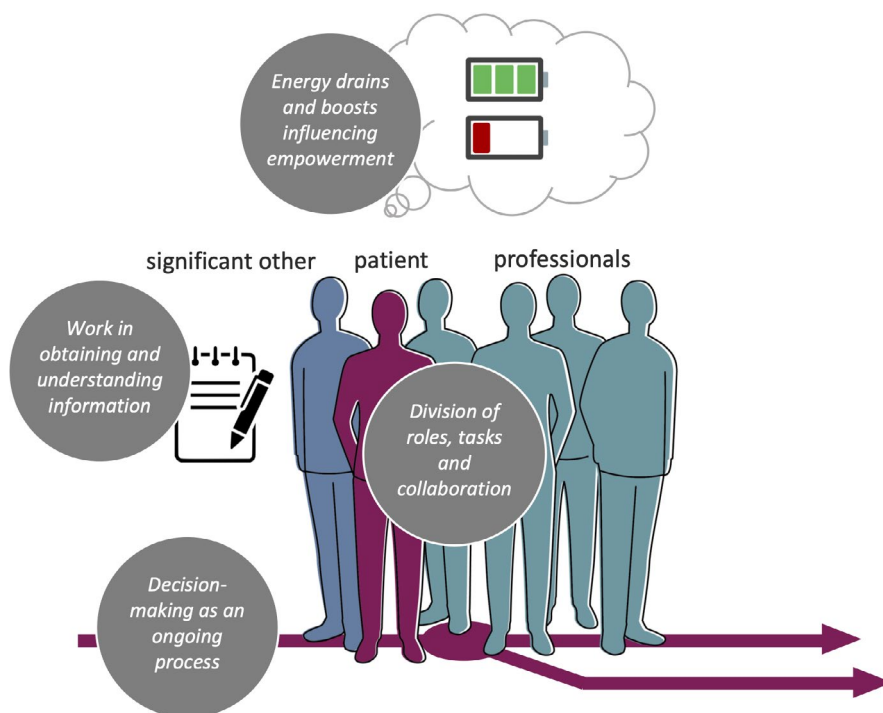 Energy drains
and boosts
influencing
empowerment
significant other
patient
professionals
Work in
obtaining and
understanding
information
Division of
roles, tasks
and
collaboration
Decision-
making as an
ongoing
process